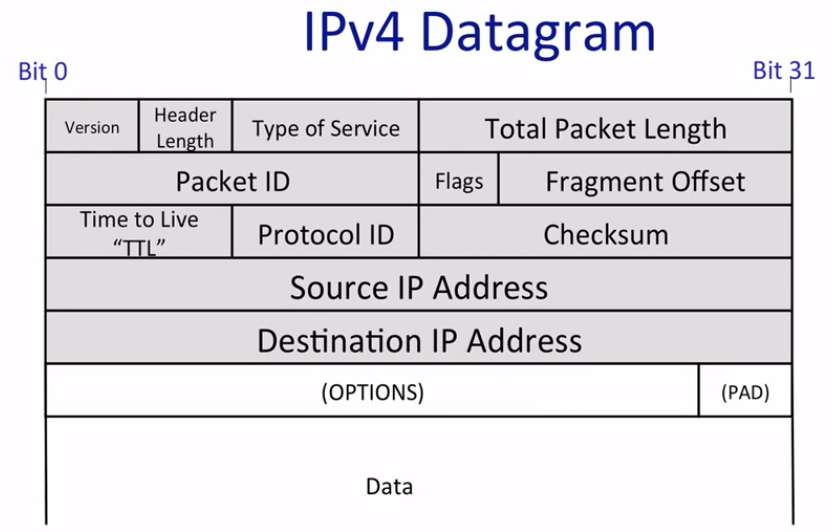 IPv4 Datagram
Bit 0
Bit 31
Version
Header
Length
Type of Service
Total Packet Length
Packet ID
Flags
Fragment Offset
Time to Live
“TTL”
Protocol ID
Checksum
Source IP Address
Destination IP Address
(OPTIONS)
(PAD)
Data